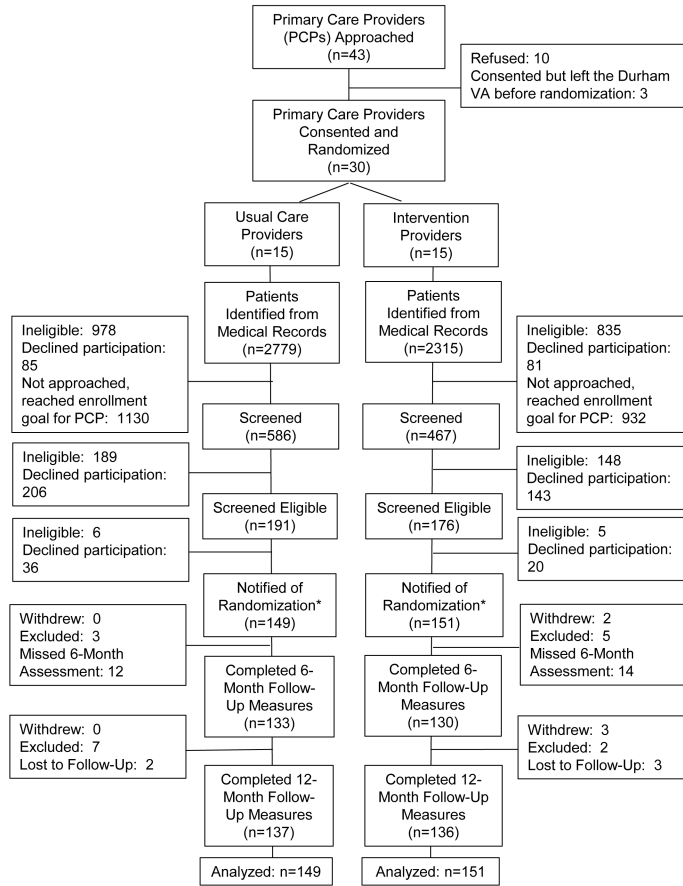 Primary Care Providers
(PCPs) Approached
(n=43)
Refused: 10
Consented but left the Durham
VA before randomization: 3
Primary Care Providers
Consented and
Randomized
(n=30)
Usual Care
Providers
(n=15)
Intervention
Providers
(n=15)
Patients
Identified from
Medical Records
(n=2779)
Patients
Identified from
Medical Records
(n=2315)
Ineligible: 978
Declined participation:
85
Not approached,
reached enrollment
goal for PCP: 1130
Ineligible: 835
Declined participation:
81
Not approached,
reached enrollment
goal for PCP: 932
Screened
(n=586)
Screened
(n=467)
Ineligible: 189
Declined participation:
206
Ineligible: 148
Declined participation:
143
Screened Eligible
(n=191)
Screened Eligible
(n=176)
Ineligible: 6
Declined participation:
36
Ineligible: 5
Declined participation:
20
Notified of
Randomization*
(n=149)
Notified of
Randomization*
(n=151)
Withdrew: 0
Excluded: 3
Missed 6-Month
Assessment: 12
Withdrew: 2
Excluded: 5
Missed 6-Month
Assessment: 14
Completed 6-
Month Follow-
Up Measures
(n=133)
Completed 6-
Month Follow-Up
Measures
(n=130)
Withdrew: 0
Excluded: 7
Lost to Follow-Up: 2
Withdrew: 3
Excluded: 2
Lost to Follow-Up: 3
Completed 12-
Month Follow-
Up Measures
(n=137)
Completed 12-
Month Follow-Up
Measures
(n=136)
Analyzed: n=149
Analyzed: n=151